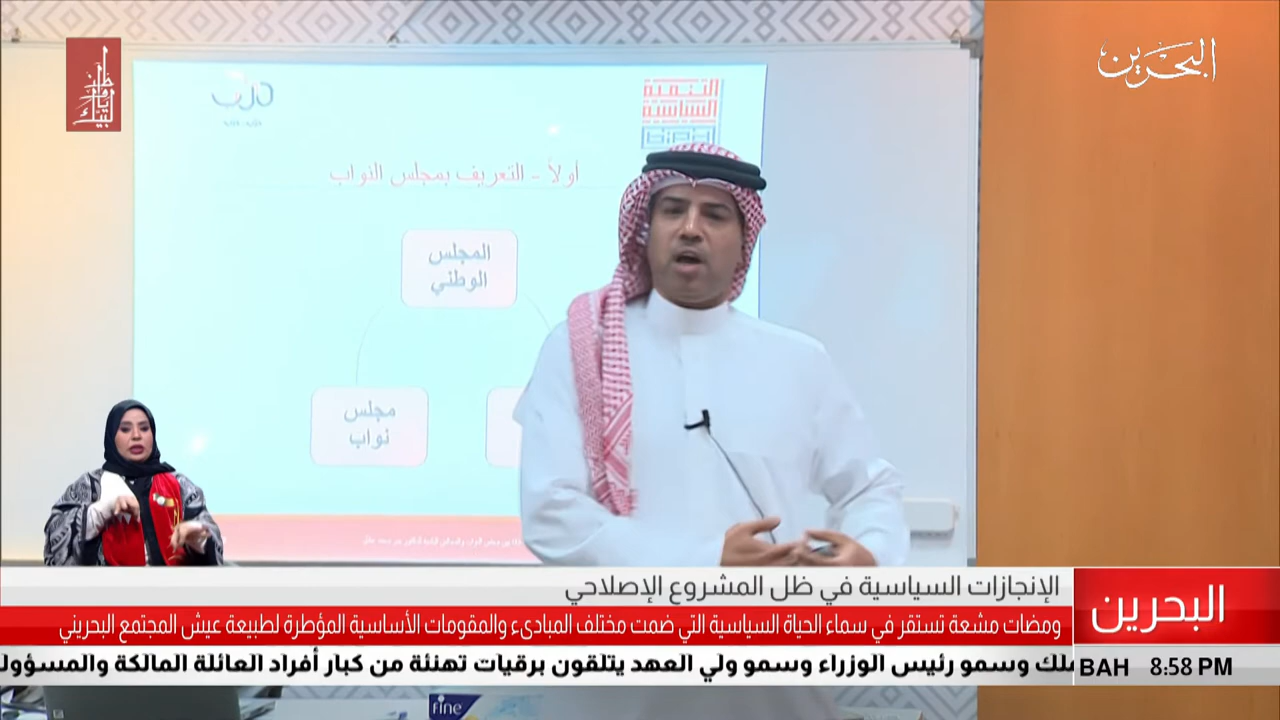 البحرين
درب
التنمية
السياسية
أولاً - التعريف بمجلس النواب
المجلس
الوطني
مجلس
نواب
الإنجازات السياسية في ظل المشروع الإصلاحي
البحرين
ومضات مشعة تستقر في سماء الحياة السياسية التي ضمت مختلف المبادىء والمقومات الأساسية المؤطرة لطبيعة عيش المجتمع البحريني
BAH 8:58 PM
وسمو رئيس الوزراء وسمو ولي العهد يتلقون برقيات تهنئة من كبار أفراد العائلة المالكة
Fine